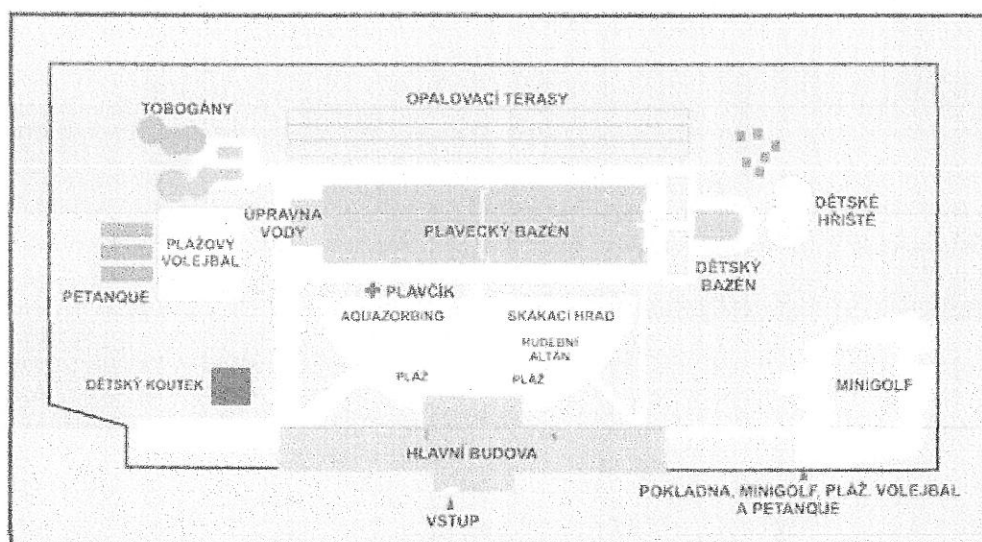 OPALOVACÍ TERASY
TOBOGÁNY
DĚTSKÉ
HŘIŠTĚ
ÚPRAVNA
VODY
PLAVECKÝ BAZÉN
PLÁŽOVÝ
VOLEJBAL
DĚTSKÝ
BAZÉN
PETANQUE
PLAVČÍK
AQUAZORBING
SKÁKACÍ HRAD
HUDEBNÍ
ALTÁN
PLÁŽ
PLÁŽ
DĚTSKÝ KOUTEK
MINIGOLF
HLAVNÍ BUDOVA
VSTUP
POKLADNA, MINIGOLF, PLÁŽ. VOLEJBAL
A PETANQUE